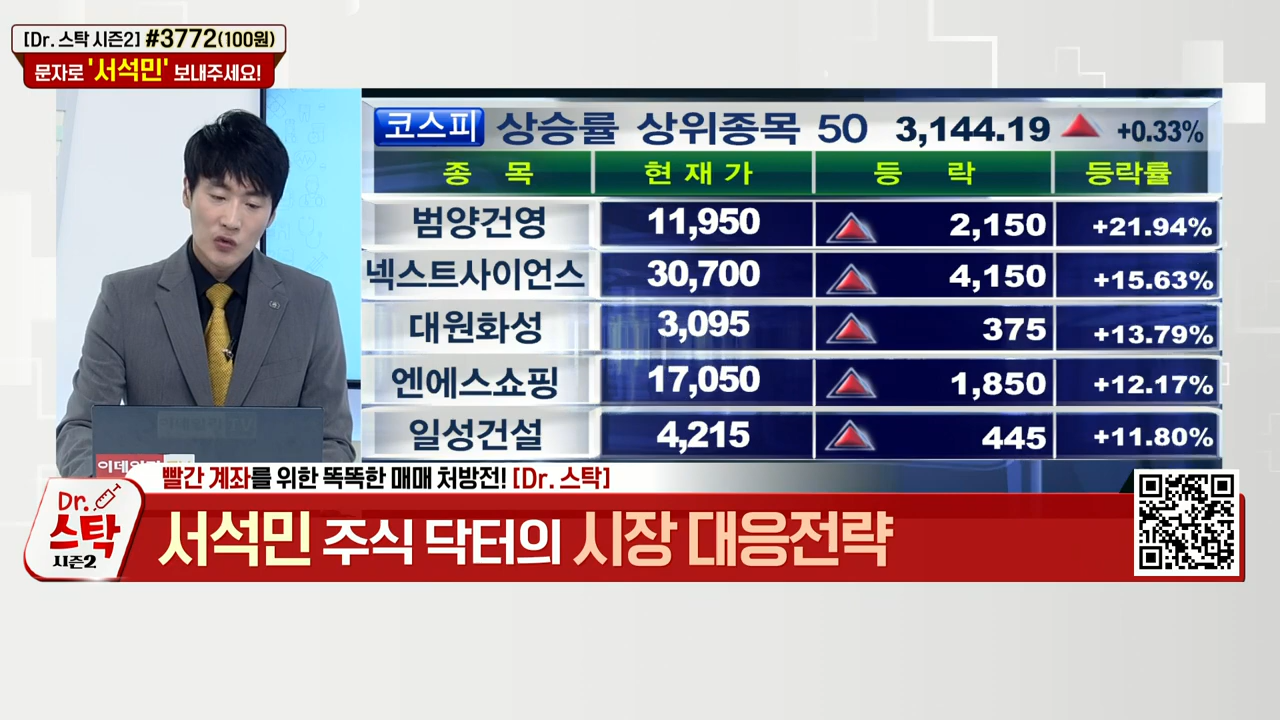 [Dr. 스탁 시즌2] #3772(100원)
문자로 '서석민' 보내주세요!
코스피 상승률 상위종목 50 3,144.19 +0.33%
종 목 현재가 등 락 등락률
범양건영 11,950 2,150 +21.94%
넥스트사이언스 30,700 4,150 +15.63%
대원화성 3,095 375 +13.79%
엔에스쇼핑 17,050 1,850 +12.17%
일성건설 4,215 445 +11.80%
빨간 계좌를 위한 똑똑한 매매 처방전! [Dr. 스탁]
Dr.
스탁
시즌2
서석민 주식 닥터의 시장 대응전략